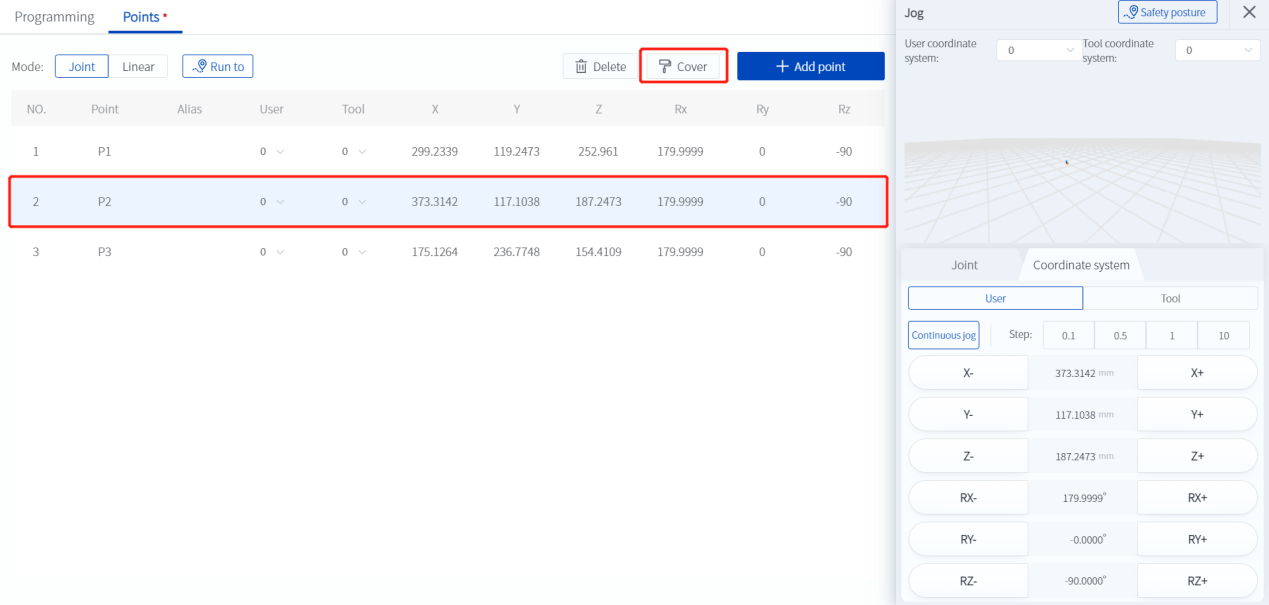 Programming Points
Mode: Joint Linear Run to Delete Cover + Add point
NO. Point Alias User Tool X Y Z Rx Ry Rz
1 P1 0 0 299.2339 119.2473 252.961 179.9999 0 -90
2 P2 0 0 373.3142 117.1038 187.2473 179.9999 0 -90
3 P3 0 0 175.1264 236.7748 154.4109 179.9999 0 -90
Jog Safety posture
User coordinate system: 0 Tool coordinate system: 0
Joint Coordinate system
User Tool
Continuous jog Step: 0.1 0.5 1 10
X- 373.3142 mm X+
Y- 117.1038 mm Y+
Z- 187.2473 mm Z+
RX- 179.9999° RX+
RY- -0.0000° RY+
RZ- -90.0000° RZ+